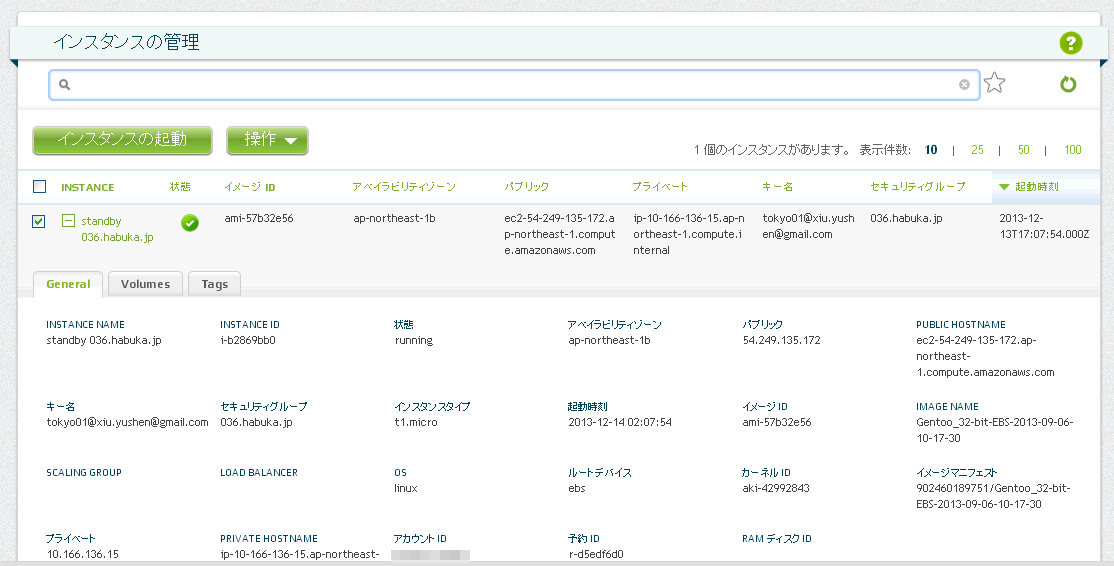 インスタンスの管理
インスタンスの起動 操作
1 個のインスタンスがあります。 表示件数: 10 | 25 | 50 | 100
INSTANCE 状態 イメージ ID アベイラビリティゾーン パブリック プライベート キー名 セキュリティグループ 起動時刻
standby ami-57b32e56 ap-northeast-1b ec2-54-249-135-172.a ip-10-166-136-15.ap-n tokyo01@xiu.yush 036.habuka.jp 2013-12-
036.habuka.jp p-northeast-1.comput ortheast-1.compute.i en@gmail.com 13T17:07:54.000Z
e.amazonaws.com nternal
General Volumes Tags
INSTANCE NAME INSTANCE ID 状態 アベイラビリティゾーン パブリック PUBLIC HOSTNAME
standby 036.habuka.jp i-b2869bb0 running ap-northeast-1b 54.249.135.172 ec2-54-249-135-172.ap-
northeast-
1.compute.amazonaws.com
キー名 セキュリティグループ インスタンスタイプ 起動時刻 イメージ ID IMAGE NAME
tokyo01@xiu.yushen@gmail.com 036.habuka.jp t1.micro 2013-12-14 02:07:54 ami-57b32e56 Gentoo_32-bit-EBS-2013-09-06-
10-17-30
SCALING GROUP LOAD BALANCER OS ルートデバイス カーネル ID イメージマニフェスト
linux ebs aki-42992843 902460189751/Gentoo_32-bit-
EBS-2013-09-06-10-17-30
プライベート PRIVATE HOSTNAME アカウント ID 予約 ID RAM ディスク ID
10.166.136.15 ip-10-166-136-15.ap-northeast- r-d5edf6d0